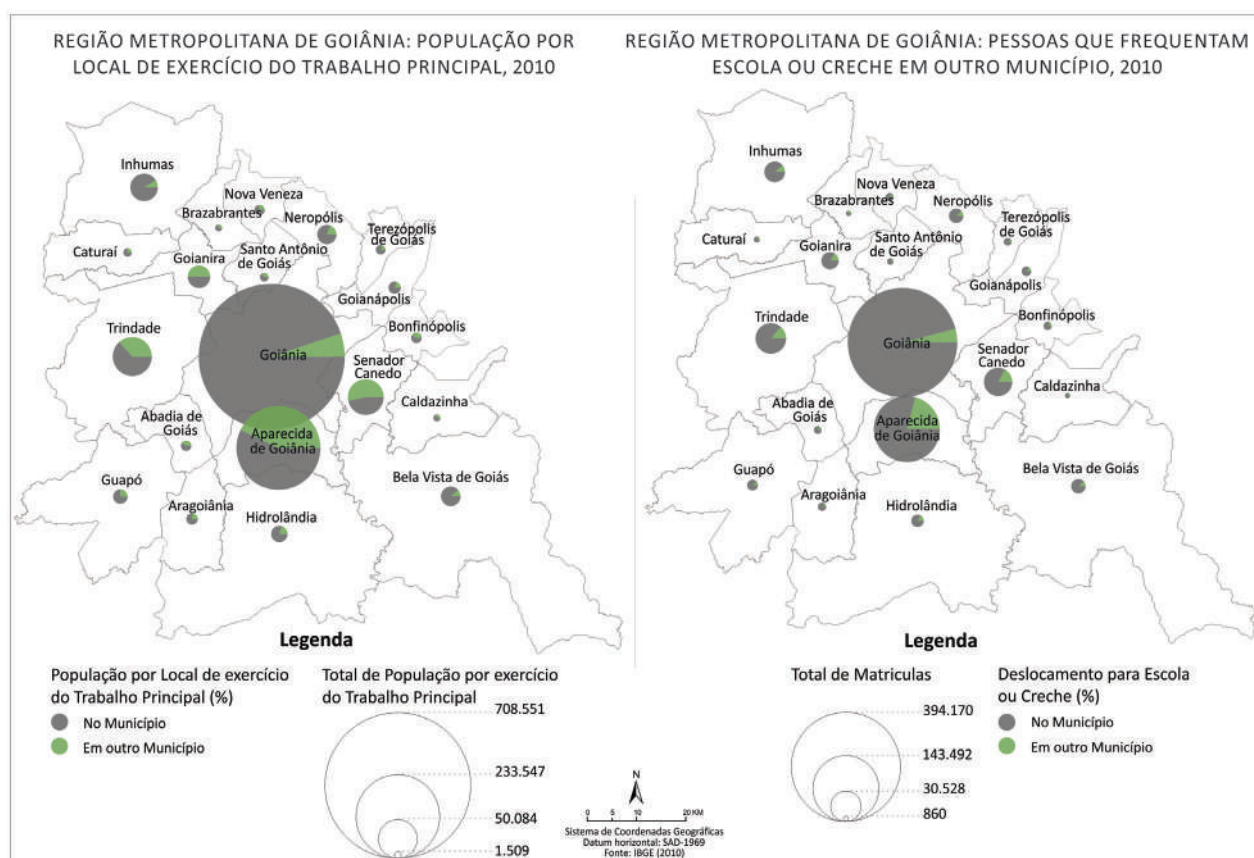 REGIÃO METROPOLITANA DE GOIÂNIA: POPULAÇÃO POR
LOCAL DE EXERCÍCIO DO TRABALHO PRINCIPAL, 2010
Inhumas
Nova Veneza
Brazabrantes
Neropólis
Terezópolis
de Goiás
Caturaí
Goianira
Santo Antônio
de Goiás
Goianápolis
Trindade
Goiânia
Bonfinópolis
Senador
Canedo
Caldazinha
Abadia de
Goiás
Aparecida
de Goiânia
Guapó
Bela Vista de Goiás
Aragoiânia
Hidrolândia
Legenda
População por Local de exercício
do Trabalho Principal (%)
No Município
Em outro Município
Total de População por exercício
do Trabalho Principal
708.551
233.547
50.084
1.509
REGIÃO METROPOLITANA DE GOIÂNIA: PESSOAS QUE FREQUENTAM
ESCOLA OU CRECHE EM OUTRO MUNICÍPIO, 2010
Inhumas
Nova Veneza
Brazabrantes
Neropólis
Terezópolis
de Goiás
Caturaí
Goianira
Santo Antônio
de Goiás
Goianápolis
Trindade
Goiânia
Bonfinópolis
Senador
Canedo
Caldazinha
Abadia de
Goiás
Aparecida
de Goiânia
Guapó
Bela Vista de Goiás
Aragoiânia
Hidrolândia
Legenda
Total de Matriculas
394.170
143.492
30.528
860
Deslocamento para Escola
ou Creche (%)
No Município
Em outro Município
N
0 5 10 20 KM
Sistema de Coordenadas Geográficas
Datum horizontal: SAD-1969
Fonte: IBGE (2010)